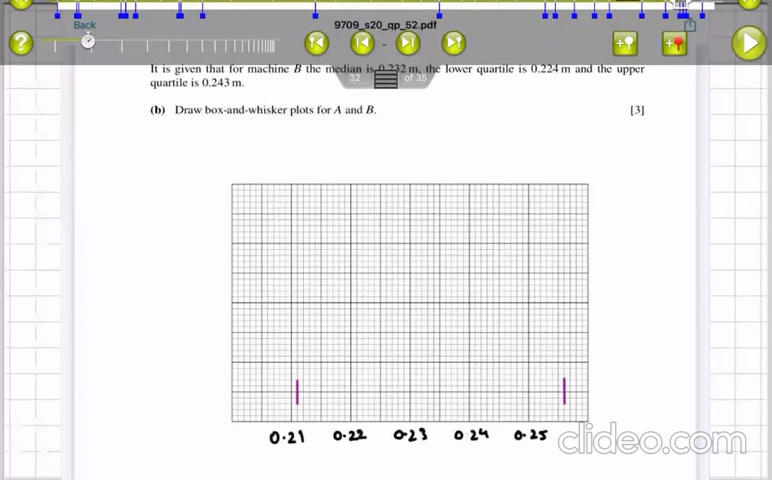 Back
9709_s20_qp_52.pdf
It is given that for machine B the median is 0.232 m, the lower quartile is 0.224 m and the upper
32 of 35
quartile is 0.243 m.
(b) Draw box-and-whisker plots for A and B. [3]
0.21 0.22 0.23 0.24 0.25
clideo.com